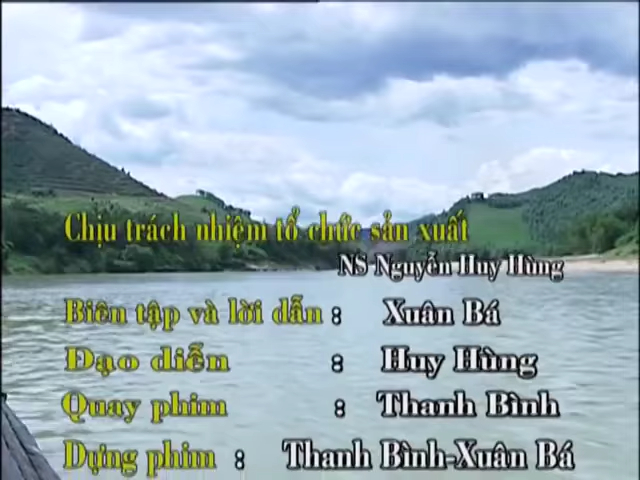 Chịu trách nhiệm tổ chức sản xuất
NS Nguyễn Huy Hùng
Biên tập và lời dẫn : Xuân Bá
Đạo diễn : Huy Hùng
Quay phim : Thanh Bình
Dựng phim : Thanh Bình-Xuân Bá